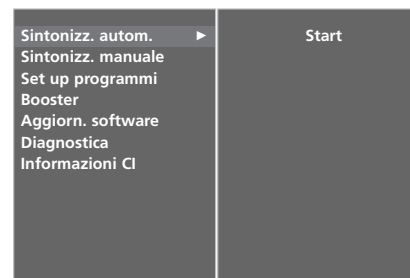 Sintonizz. autom. ► Start
Sintonizz. manuale
Set up programmi
Booster
Aggiorn. software
Diagnostica
Informazioni CI